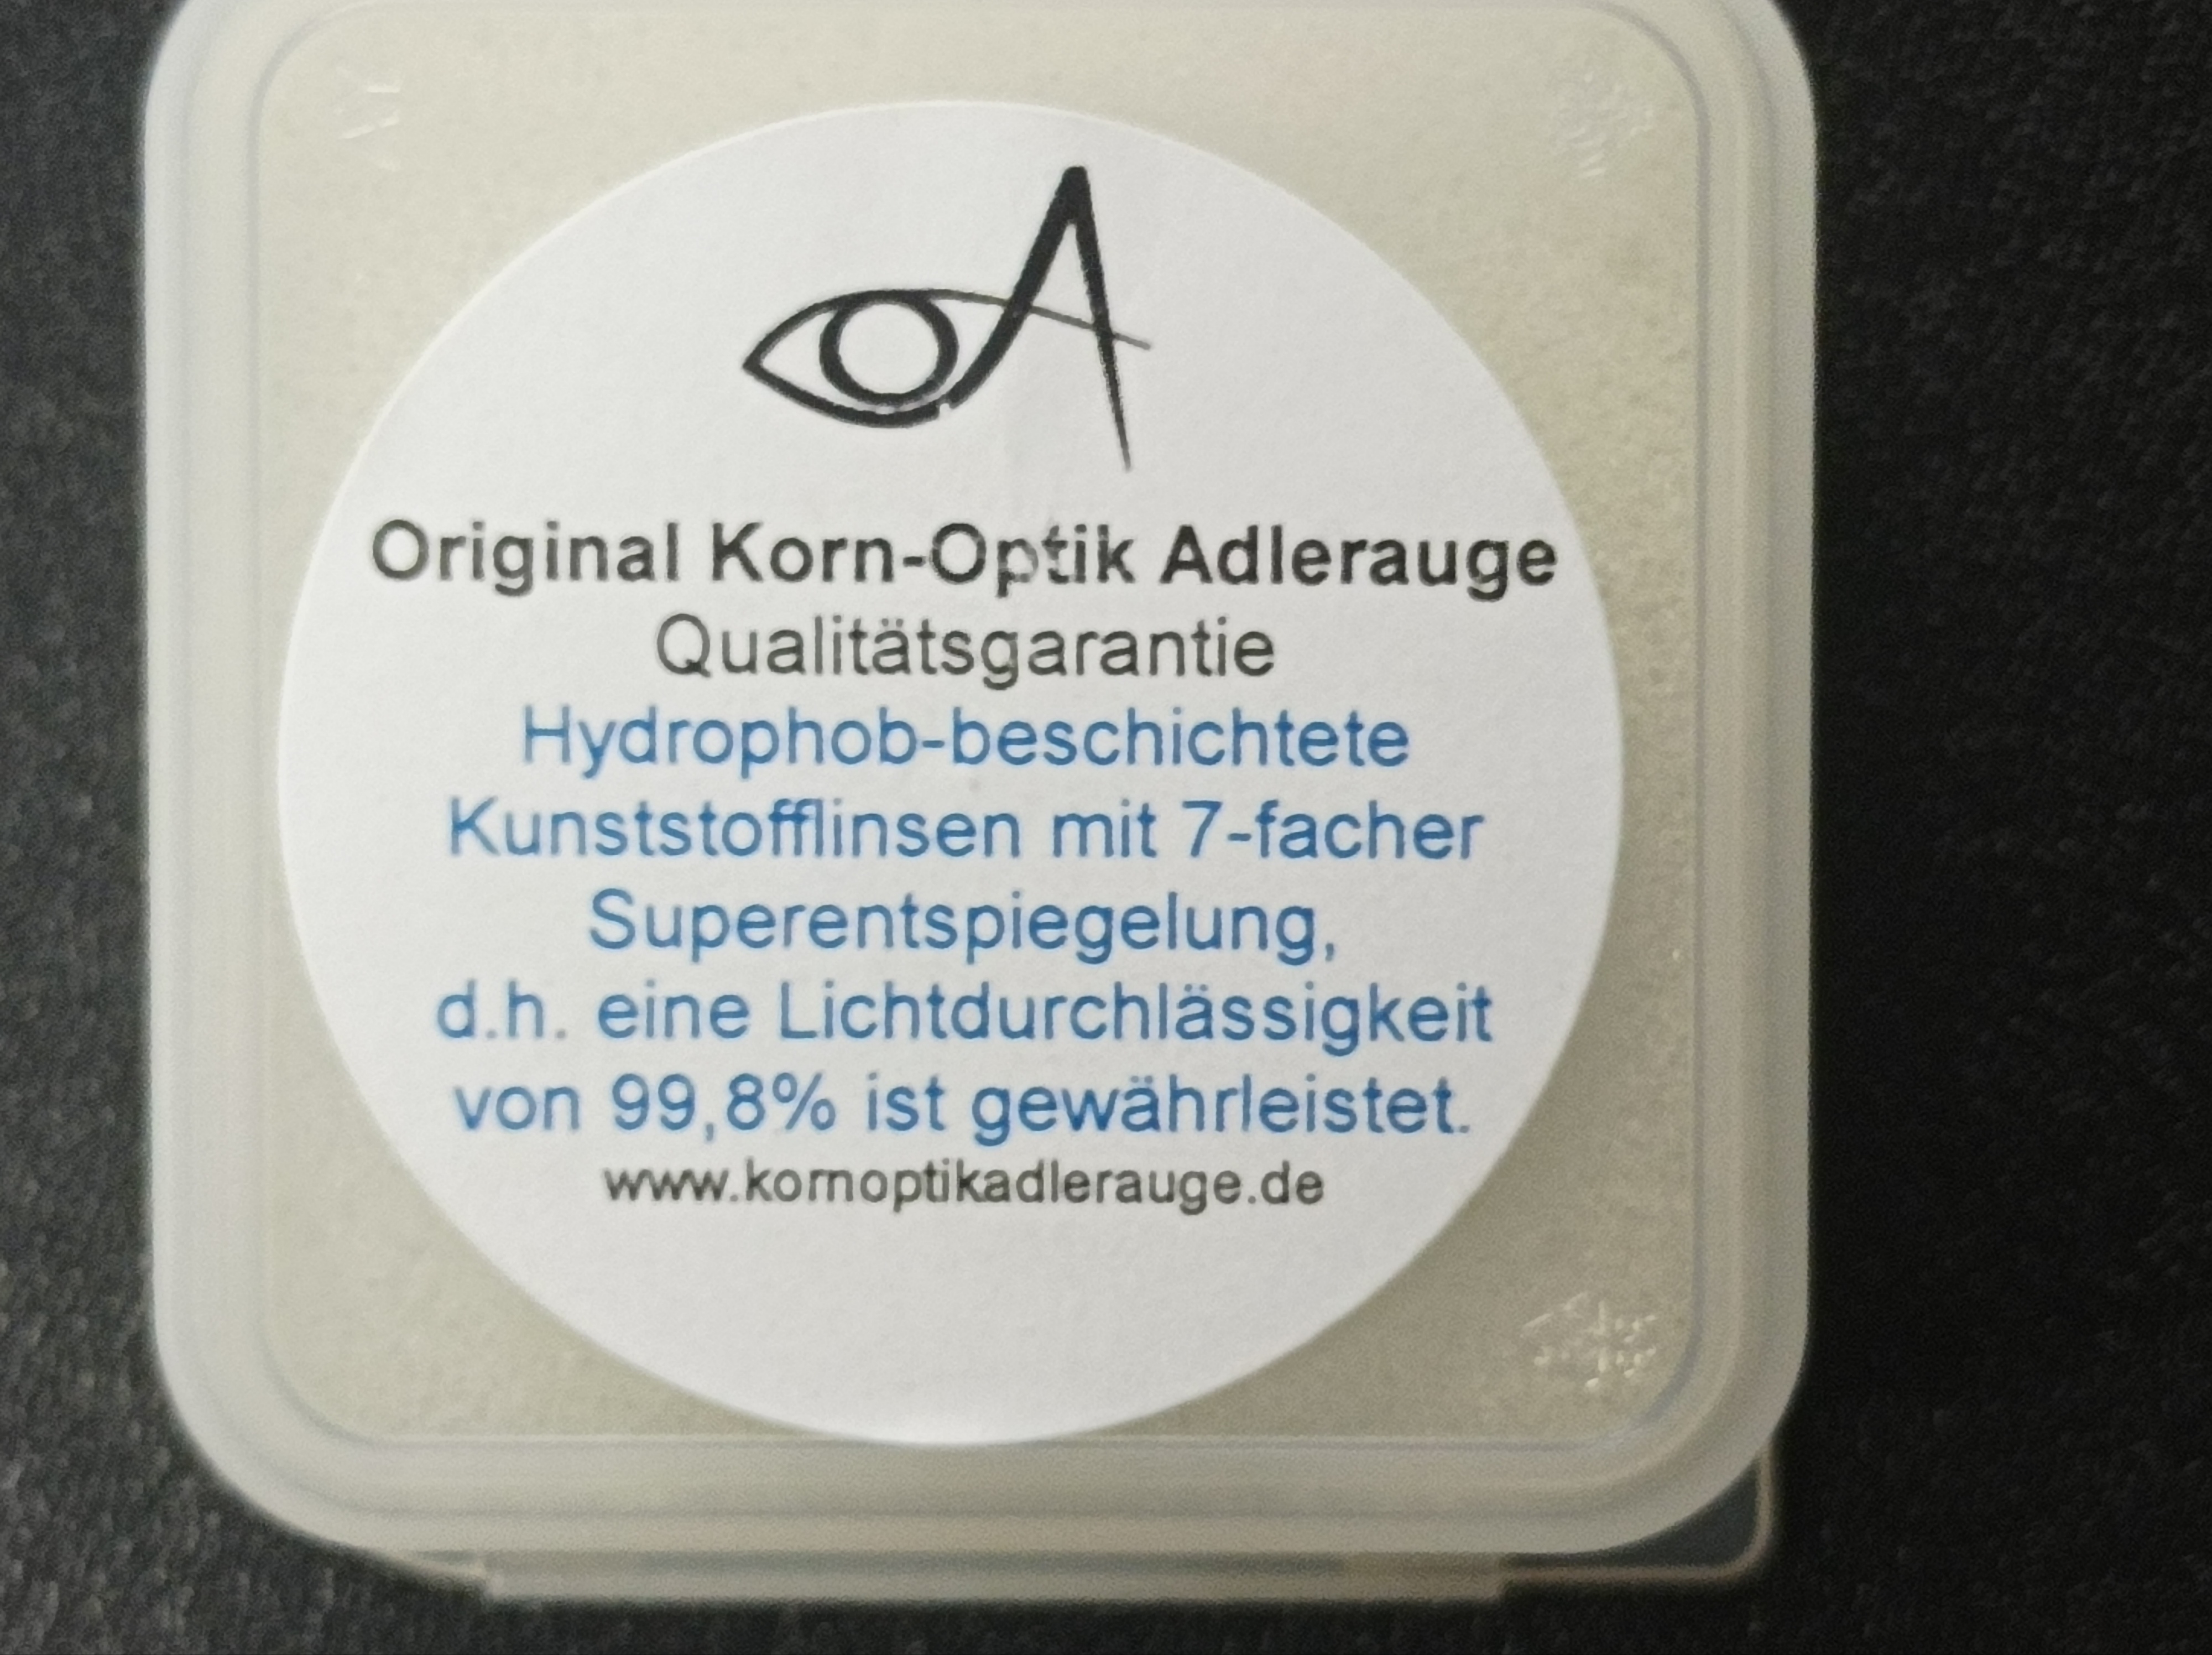 Original Korn-Optik Adlerauge
Qualitätsgarantie
Hydrophob-beschichtete
Kunststofflinsen mit 7-facher
Superentspiegelung,
d.h. eine Lichtdurchlässigkeit
von 99,8% ist gewährleistet.
www.kornoptikadlerauge.de